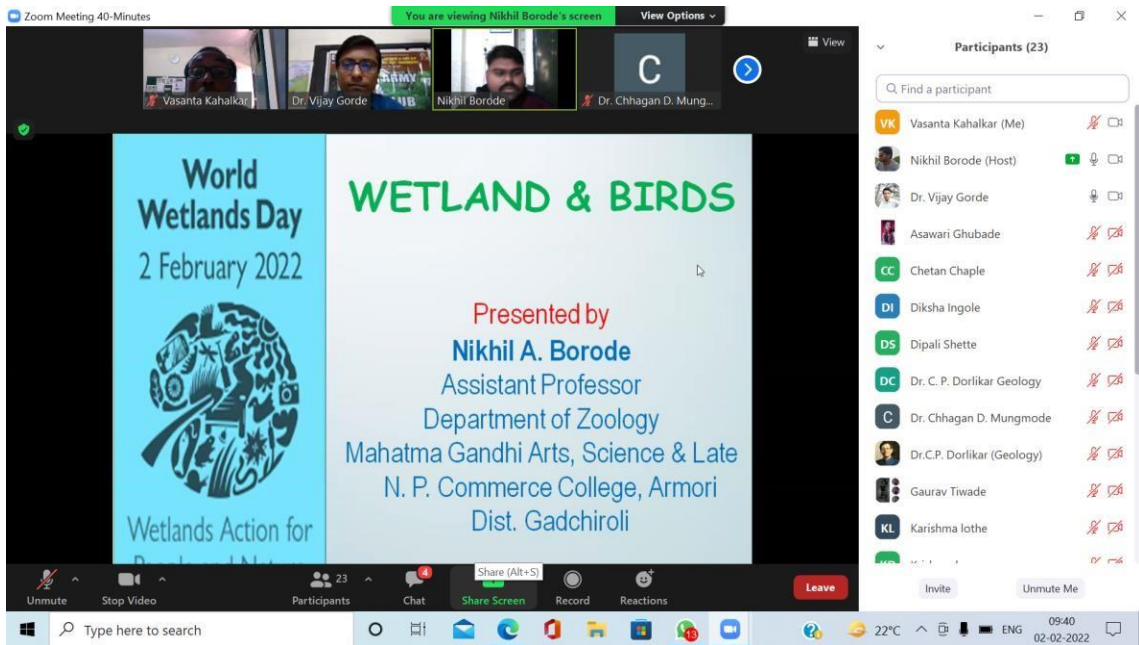 Zoom Meeting 40-Minutes
You are viewing Nikhil Borode's screen
View Options
View
Vasanta Kahalkar
Dr. Vijay Gorde
Nikhil Borode
C
Dr. Chhagan D. Mung...
World
Wetlands Day
2 February 2022
Wetlands Action for
WETLAND & BIRDS
Presented by
Nikhil A. Borode
Assistant Professor
Department of Zoology
Mahatma Gandhi Arts, Science & Late
N. P. Commerce College, Armori
Dist. Gadchiroli
Participants (23)
Find a participant
VK Vasanta Kahalkar (Me)
Nikhil Borode (Host)
Dr. Vijay Gorde
Asawari Ghubade
CC Chetan Chaple
DI Diksha Ingole
DS Dipali Shette
DC Dr. C. P. Dorlikar Geology
C Dr. Chhagan D. Mungmode
Dr.C.P. Dorlikar (Geology)
Gaurav Tiwade
KL Karishma lothe
Invite
Unmute Me
Unmute
Stop Video
Participants
23
Chat
4
Share (Alt+S)
Share Screen
Record
Reactions
Leave
Type here to search
13
22°C
ENG
09:40
02-02-2022